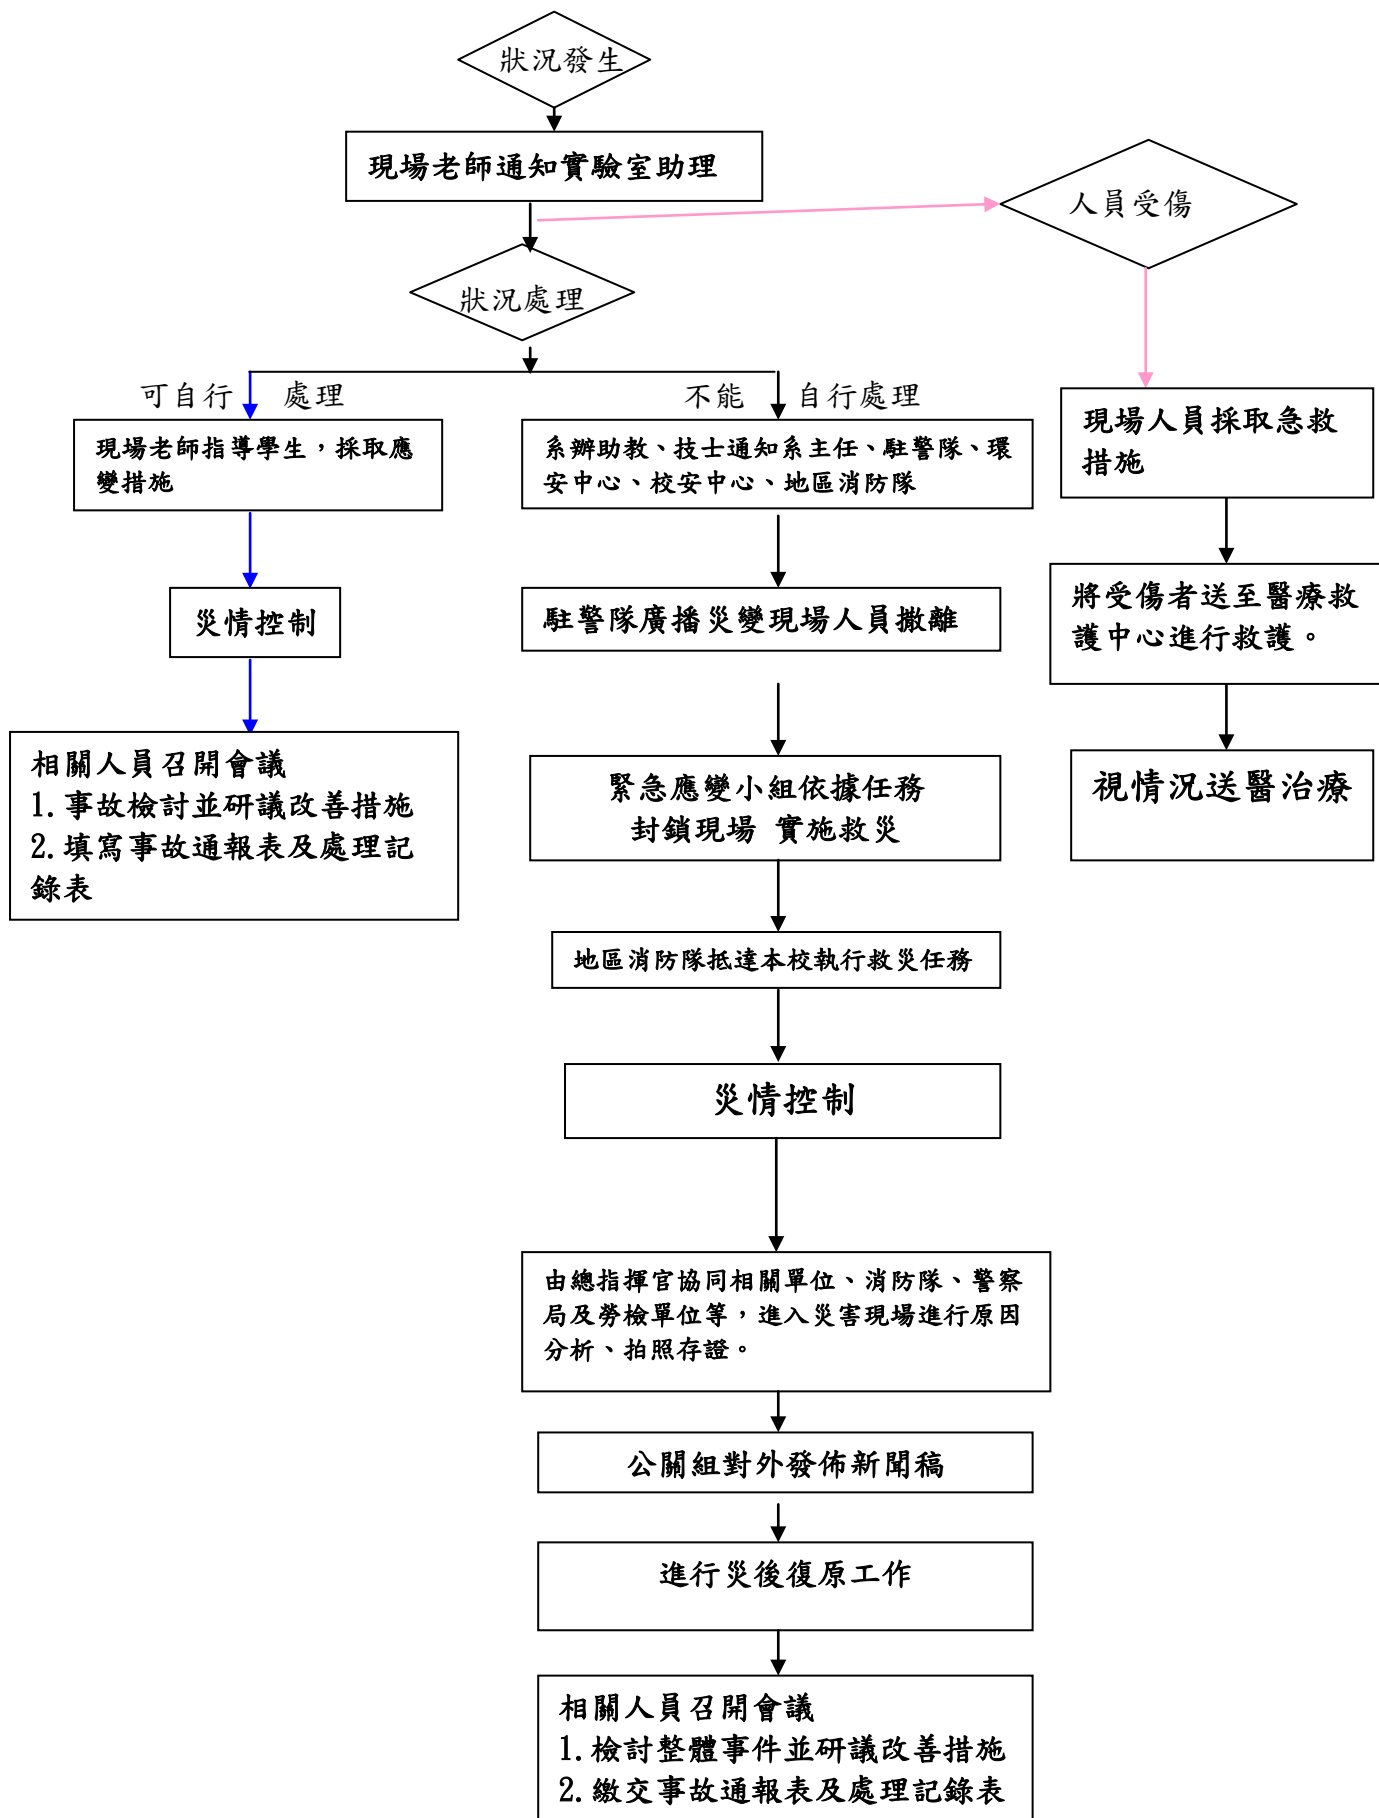 狀況發生
現場老師通知實驗室助理
人員受傷
狀況處理
可自行 處理
不能 自行處理
現場老師指導學生，採取應
變措施
系辦助教、技士通知系主任、駐警隊、環
安中心、校安中心、地區消防隊
現場人員採取急救
措施
災情控制
駐警隊廣播災變現場人員撤離
將受傷者送至醫療救
護中心進行救護。
相關人員召開會議
1.事故檢討並研議改善措施
2.填寫事故通報表及處理記
錄表
緊急應變小組依據任務
封鎖現場 實施救災
視情況送醫治療
地區消防隊抵達本校執行救災任務
災情控制
由總指揮官協同相關單位、消防隊、警察
局及勞檢單位等，進入災害現場進行原因
分析、拍照存證。
公關組對外發佈新聞稿
進行災後復原工作
相關人員召開會議
1.檢討整體事件並研議改善措施
2.繳交事故通報表及處理記錄表